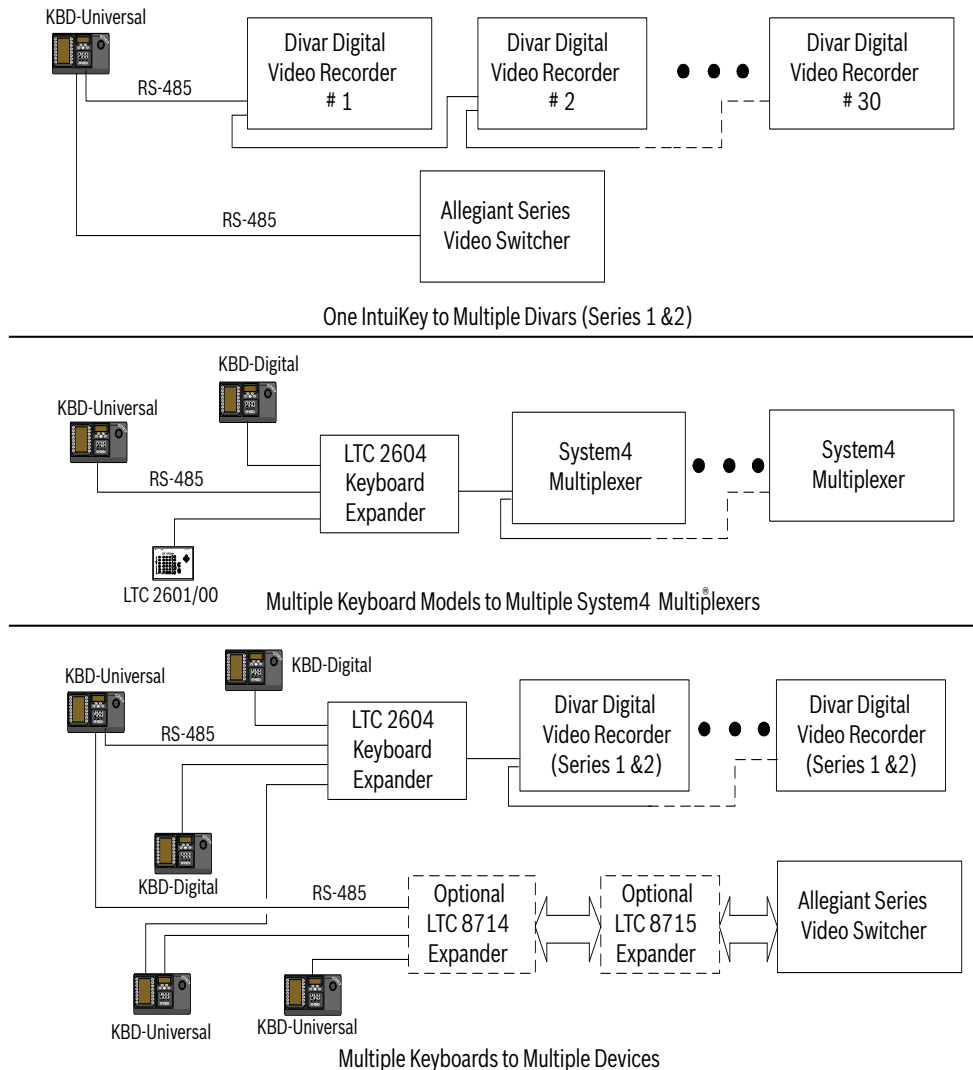 KBD-Universal
Divar Digital
Video Recorder
# 1
Divar Digital
Video Recorder
# 2
Divar Digital
Video Recorder
# 30
RS-485
RS-485
Allegiant Series
Video Switcher
One IntuiKey to Multiple Divars (Series 1 &2)
KBD-Digital
KBD-Universal
RS-485
LTC 2604
Keyboard
Expander
System4
Multiplexer
System4
Multiplexer
LTC 2601/00
Multiple Keyboard Models to Multiple System4 Multiplexers®
KBD-Universal
KBD-Digital
RS-485
LTC 2604
Keyboard
Expander
Divar Digital
Video Recorder
(Series 1 &2)
Divar Digital
Video Recorder
(Series 1 &2)
KBD-Digital
RS-485
Optional
LTC 8714
Expander
Optional
LTC 8715
Expander
Allegiant Series
Video Switcher
KBD-Universal
KBD-Universal
Multiple Keyboards to Multiple Devices